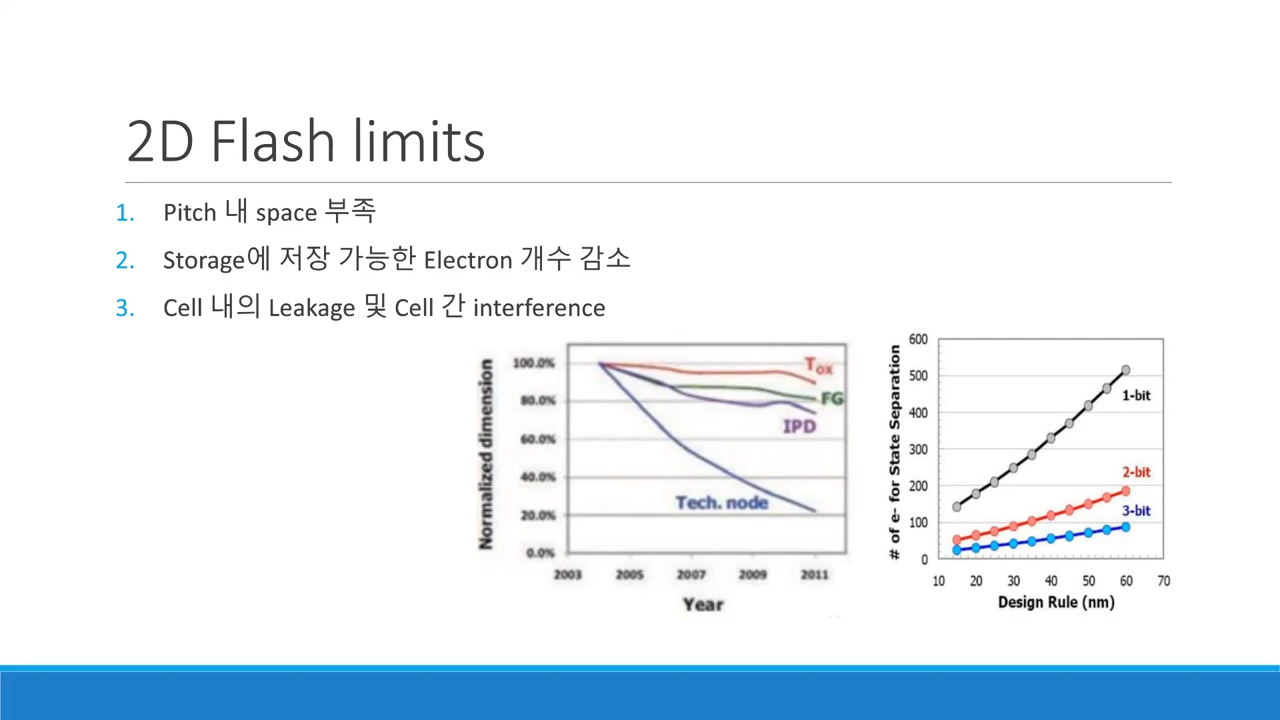 2D Flash limits
1. Pitch 내 space 부족
2. Storage에 저장 가능한 Electron 개수 감소
3. Cell 내의 Leakage 및 Cell 간 interference
Normalized dimension
100.0%
80.0%
60.0%
40.0%
20.0%
0.0%
TOX
FG
IPD
Tech. node
2003 2005 2007 2009 2011
Year
# of e- for State Separation
600
500
400
300
200
100
0
1-bit
2-bit
3-bit
10 20 30 40 50 60 70
Design Rule (nm)